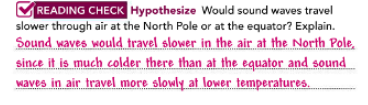 READING CHECK Hypothesize Would sound waves travel
slower through air at the North Pole or at the equator? Explain.
Sound waves would travel slower in the air at the North Pole,
since it is much colder there than at the equator and sound
waves in air travel more slowly at lower temperatures.